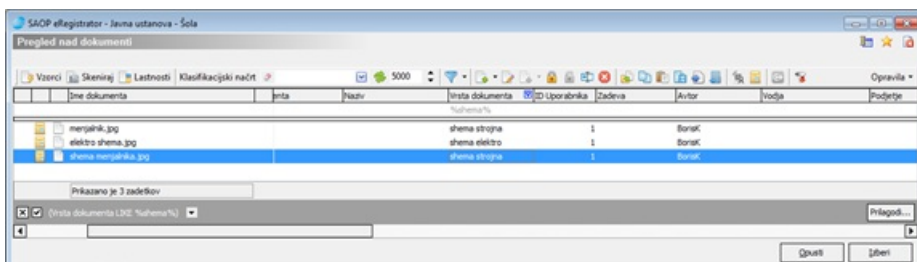 SAOP eRegistrator - Javna ustanova - Šola
Pregled nad dokumenti
Vzorci Skeniraj Lastnosti Klasifikacijski načrt 5000 Opravila
Ime dokumenta enta Naziv Vrsta dokumenta ID Uporabnika Zadeva Avtor Vodja Podjetje
%shema%
menjalnik.jpg shema strojna 1 BorisK
elektro shema.jpg shema elektro 1 BorisK
shema menjalnika.jpg shema strojna 1 BorisK
Prikazano je 3 zadetkov
(Vrsta dokumenta LIKE %shema%) Prilagodi...
Opusti Izberi